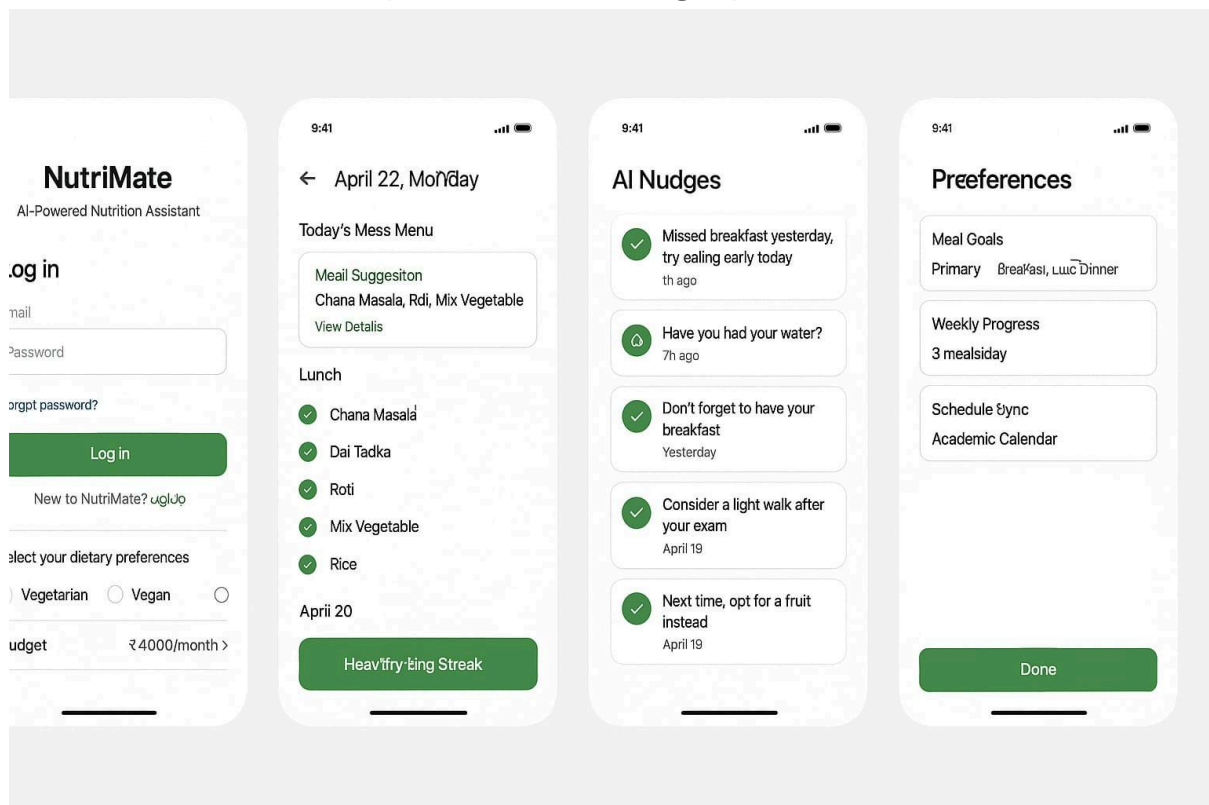 NutriMate
AI-Powered Nutrition Assistant
og in
mail
Password
orgpt password?
Log in
New to NutriMate?
elect your dietary preferences
Vegetarian Vegan
udget ₹4000/month >
9:41
← April 22, Monday
Today's Mess Menu
Meail Suggesiton
Chana Masala, Rdi, Mix Vegetable
View Detalis
Lunch
Chana Masala
Dai Tadka
Roti
Mix Vegetable
Rice
Aprii 20
Streak
9:41
AI Nudges
Missed breakfast yesterday,
try ealing early today
th ago
Have you had your water?
7h ago
Don't forget to have your
breakfast
Yesterday
Consider a light walk after
your exam
April 19
Next time, opt for a fruit
instead
April 19
9:41
Preeferences
Meal Goals
Primary Dinner
Weekly Progress
3 mealsiday
Schedule
Academic Calendar
Done